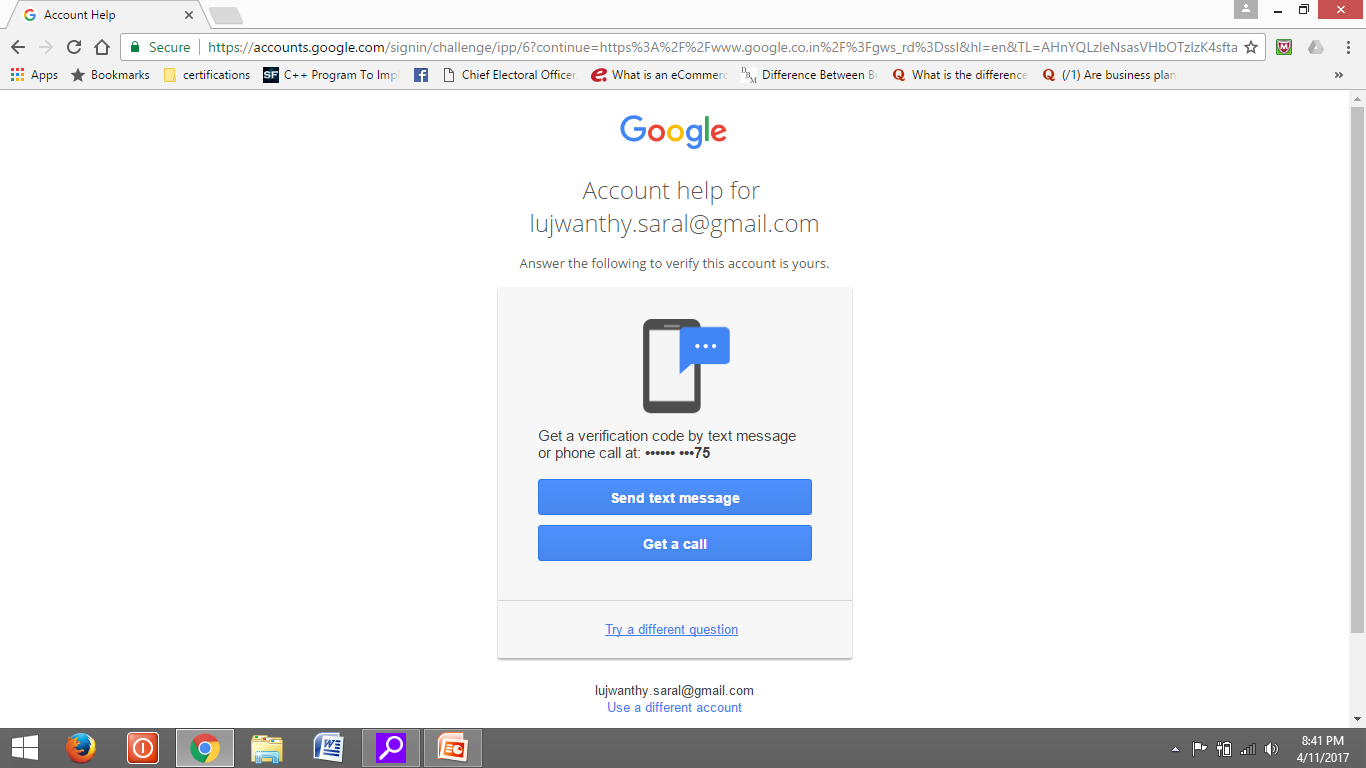 Account Help
Secure
https://accounts.google.com/signin/challenge/ipp/6?continue=https%3A%2F%2Fwww.google.co.in%2F%3Fgws_rd%3Dssl&hl=en&TL=AHnYQLzleNsasVHbOTzlzK4sfta
Apps Bookmarks certifications SF C++ Program To Impl Chief Electoral Officer What is an eCommerc DBM Difference Between Bu Q What is the difference Q (/1) Are business plan »
Google
Account help for
lujwanthy.saral@gmail.com
Answer the following to verify this account is yours.
Get a verification code by text message
or phone call at: •••••• •••75
Send text message
Get a call
Try a different question
lujwanthy.saral@gmail.com
Use a different account
8:41 PM
4/11/2017